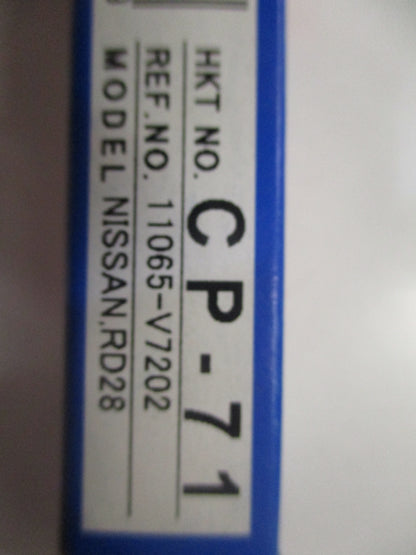 HKT NO. CP-71
REF.NO. 11065-V7202
MODEL NISSAN,RD28